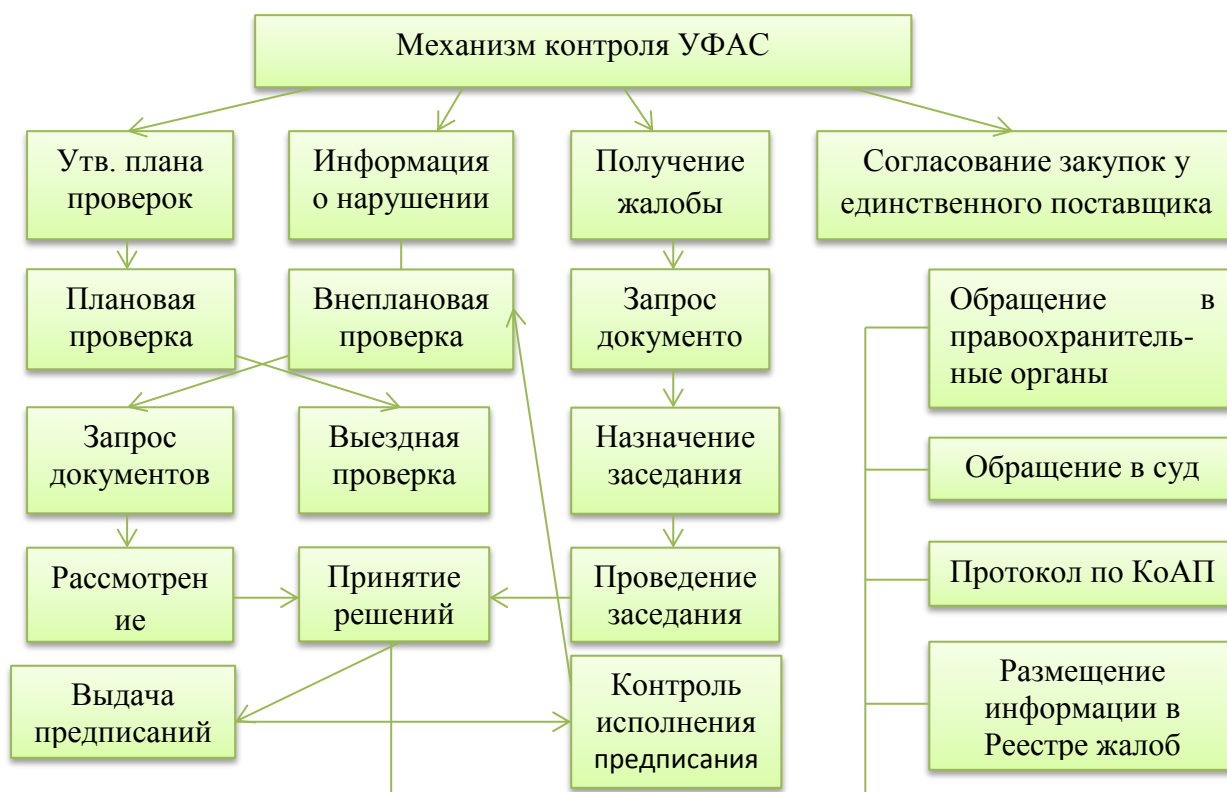 Механизм контроля УФАС
Утв. плана
проверок
Информация
о нарушении
Получение
жалобы
Согласование закупок у
единственного поставщика
Плановая
проверка
Внеплановая
проверка
Запрос
документо
Обращение в
правоохранитель-
ные органы
Запрос
документов
Выездная
проверка
Назначение
заседания
Обращение в суд
Рассмотрен
ие
Принятие
решений
Проведение
заседания
Протокол по КоАП
Выдача
предписаний
Контроль
исполнения
предписания
Размещение
информации в
Реестре жалоб